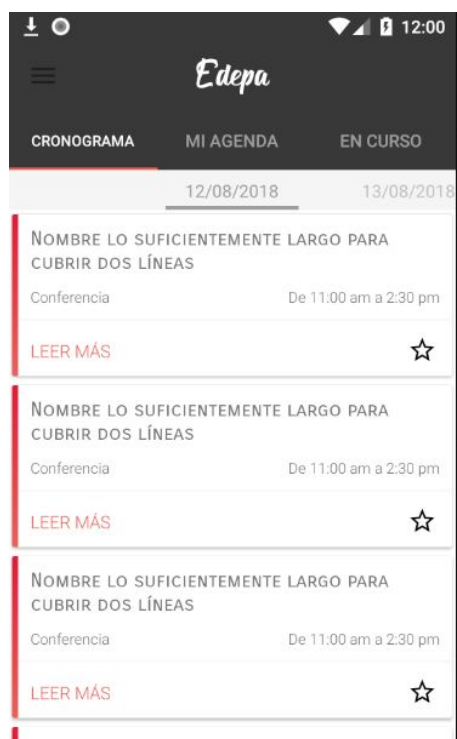 12:00
Edepa
CRONOGRAMA MI AGENDA EN CURSO
12/08/2018 13/08/2018
NOMBRE LO SUFICIENTEMENTE LARGO PARA
CUBRIR DOS LÍNEAS
Conferencia De 11:00 am a 2:30 pm
LEER MÁS
NOMBRE LO SUFICIENTEMENTE LARGO PARA
CUBRIR DOS LÍNEAS
Conferencia De 11:00 am a 2:30 pm
LEER MÁS
NOMBRE LO SUFICIENTEMENTE LARGO PARA
CUBRIR DOS LÍNEAS
Conferencia De 11:00 am a 2:30 pm
LEER MÁS